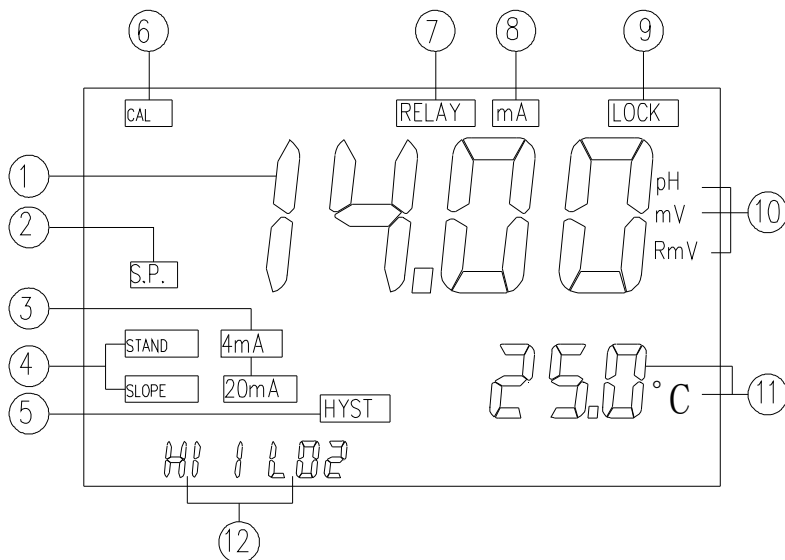 6 7 8 9
CAL RELAY mA LOCK
1 14.00 pH
mV 10
RmV
2
S.P.
3
STAND 4mA
4 25.0 °C 11
SLOPE 20mA
5 HYST
HI 1 LO2
12